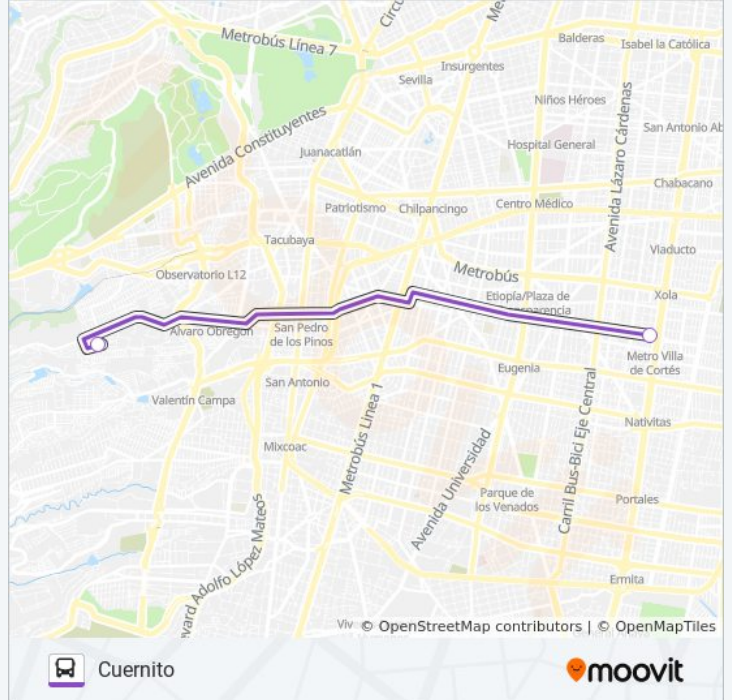 Metrobús Línea 7
Balderas
Isabel la Católica
Insurgentes
Sevilla
Niños Héroes
Avenida Constituyentes
San Antonio Ab
Juanacatlán
Hospital General
Avenida Lázaro Cárdenas
Chabacano
Patriotismo
Chilpancingo
Centro Médico
Tacubaya
Viaducto
Metrobús
Observatorio L12
Etiopía/Plaza de
Xola
Álvaro Obregón
San Pedro
de los Pinos
Metro Villa
de Cortés
Eugenia
San Antonio
Valentín Campa
Metrobús Línea 1
Carril Bus-Bici Eje Central
Nativitas
Mixcoac
Avenida Universidad
Parque de
los Venados
Portales
Adolfo López Mateos
Ermita
Viv
© OpenStreetMap contributors | © OpenMapTiles
Cuernito
moovit